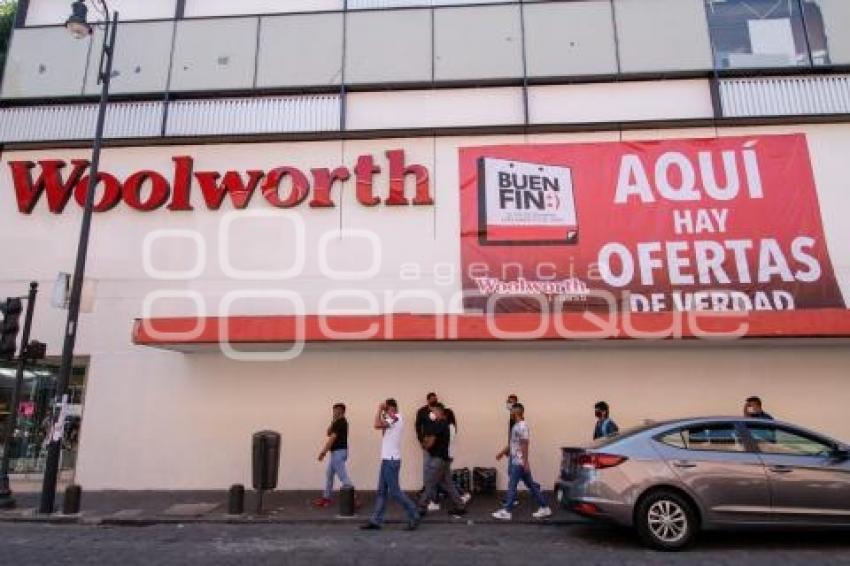 Woolworth
BUEN
FIN:)
AQUÍ
HAY
OFERTAS
DE VERDAD
Woolworth
agencia
enfoque